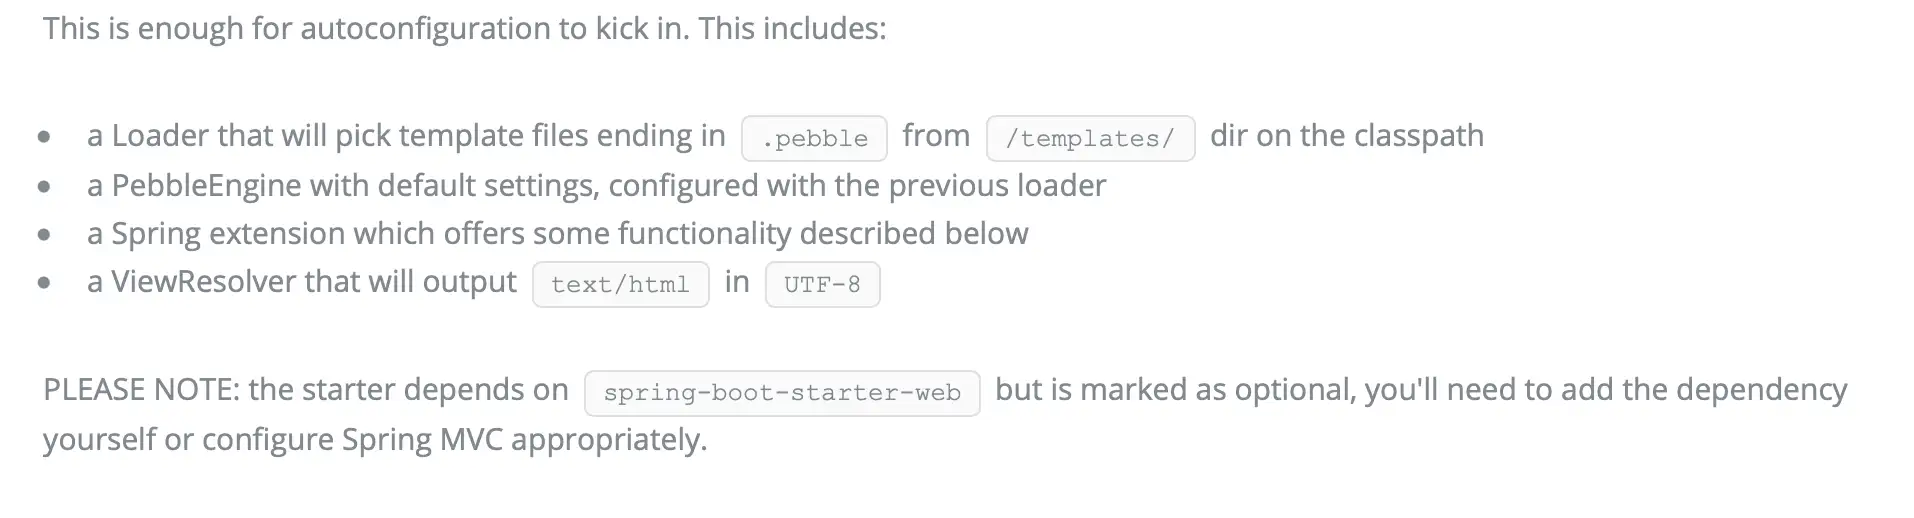 This is enough for autoconfiguration to kick in. This includes:
• a Loader that will pick template files ending in .pebble from /templates/ dir on the classpath
• a PebbleEngine with default settings, configured with the previous loader
• a Spring extension which offers some functionality described below
• a ViewResolver that will output text/html in UTF-8
PLEASE NOTE: the starter depends on spring-boot-starter-web but is marked as optional, you'll need to add the dependency
yourself or configure Spring MVC appropriately.